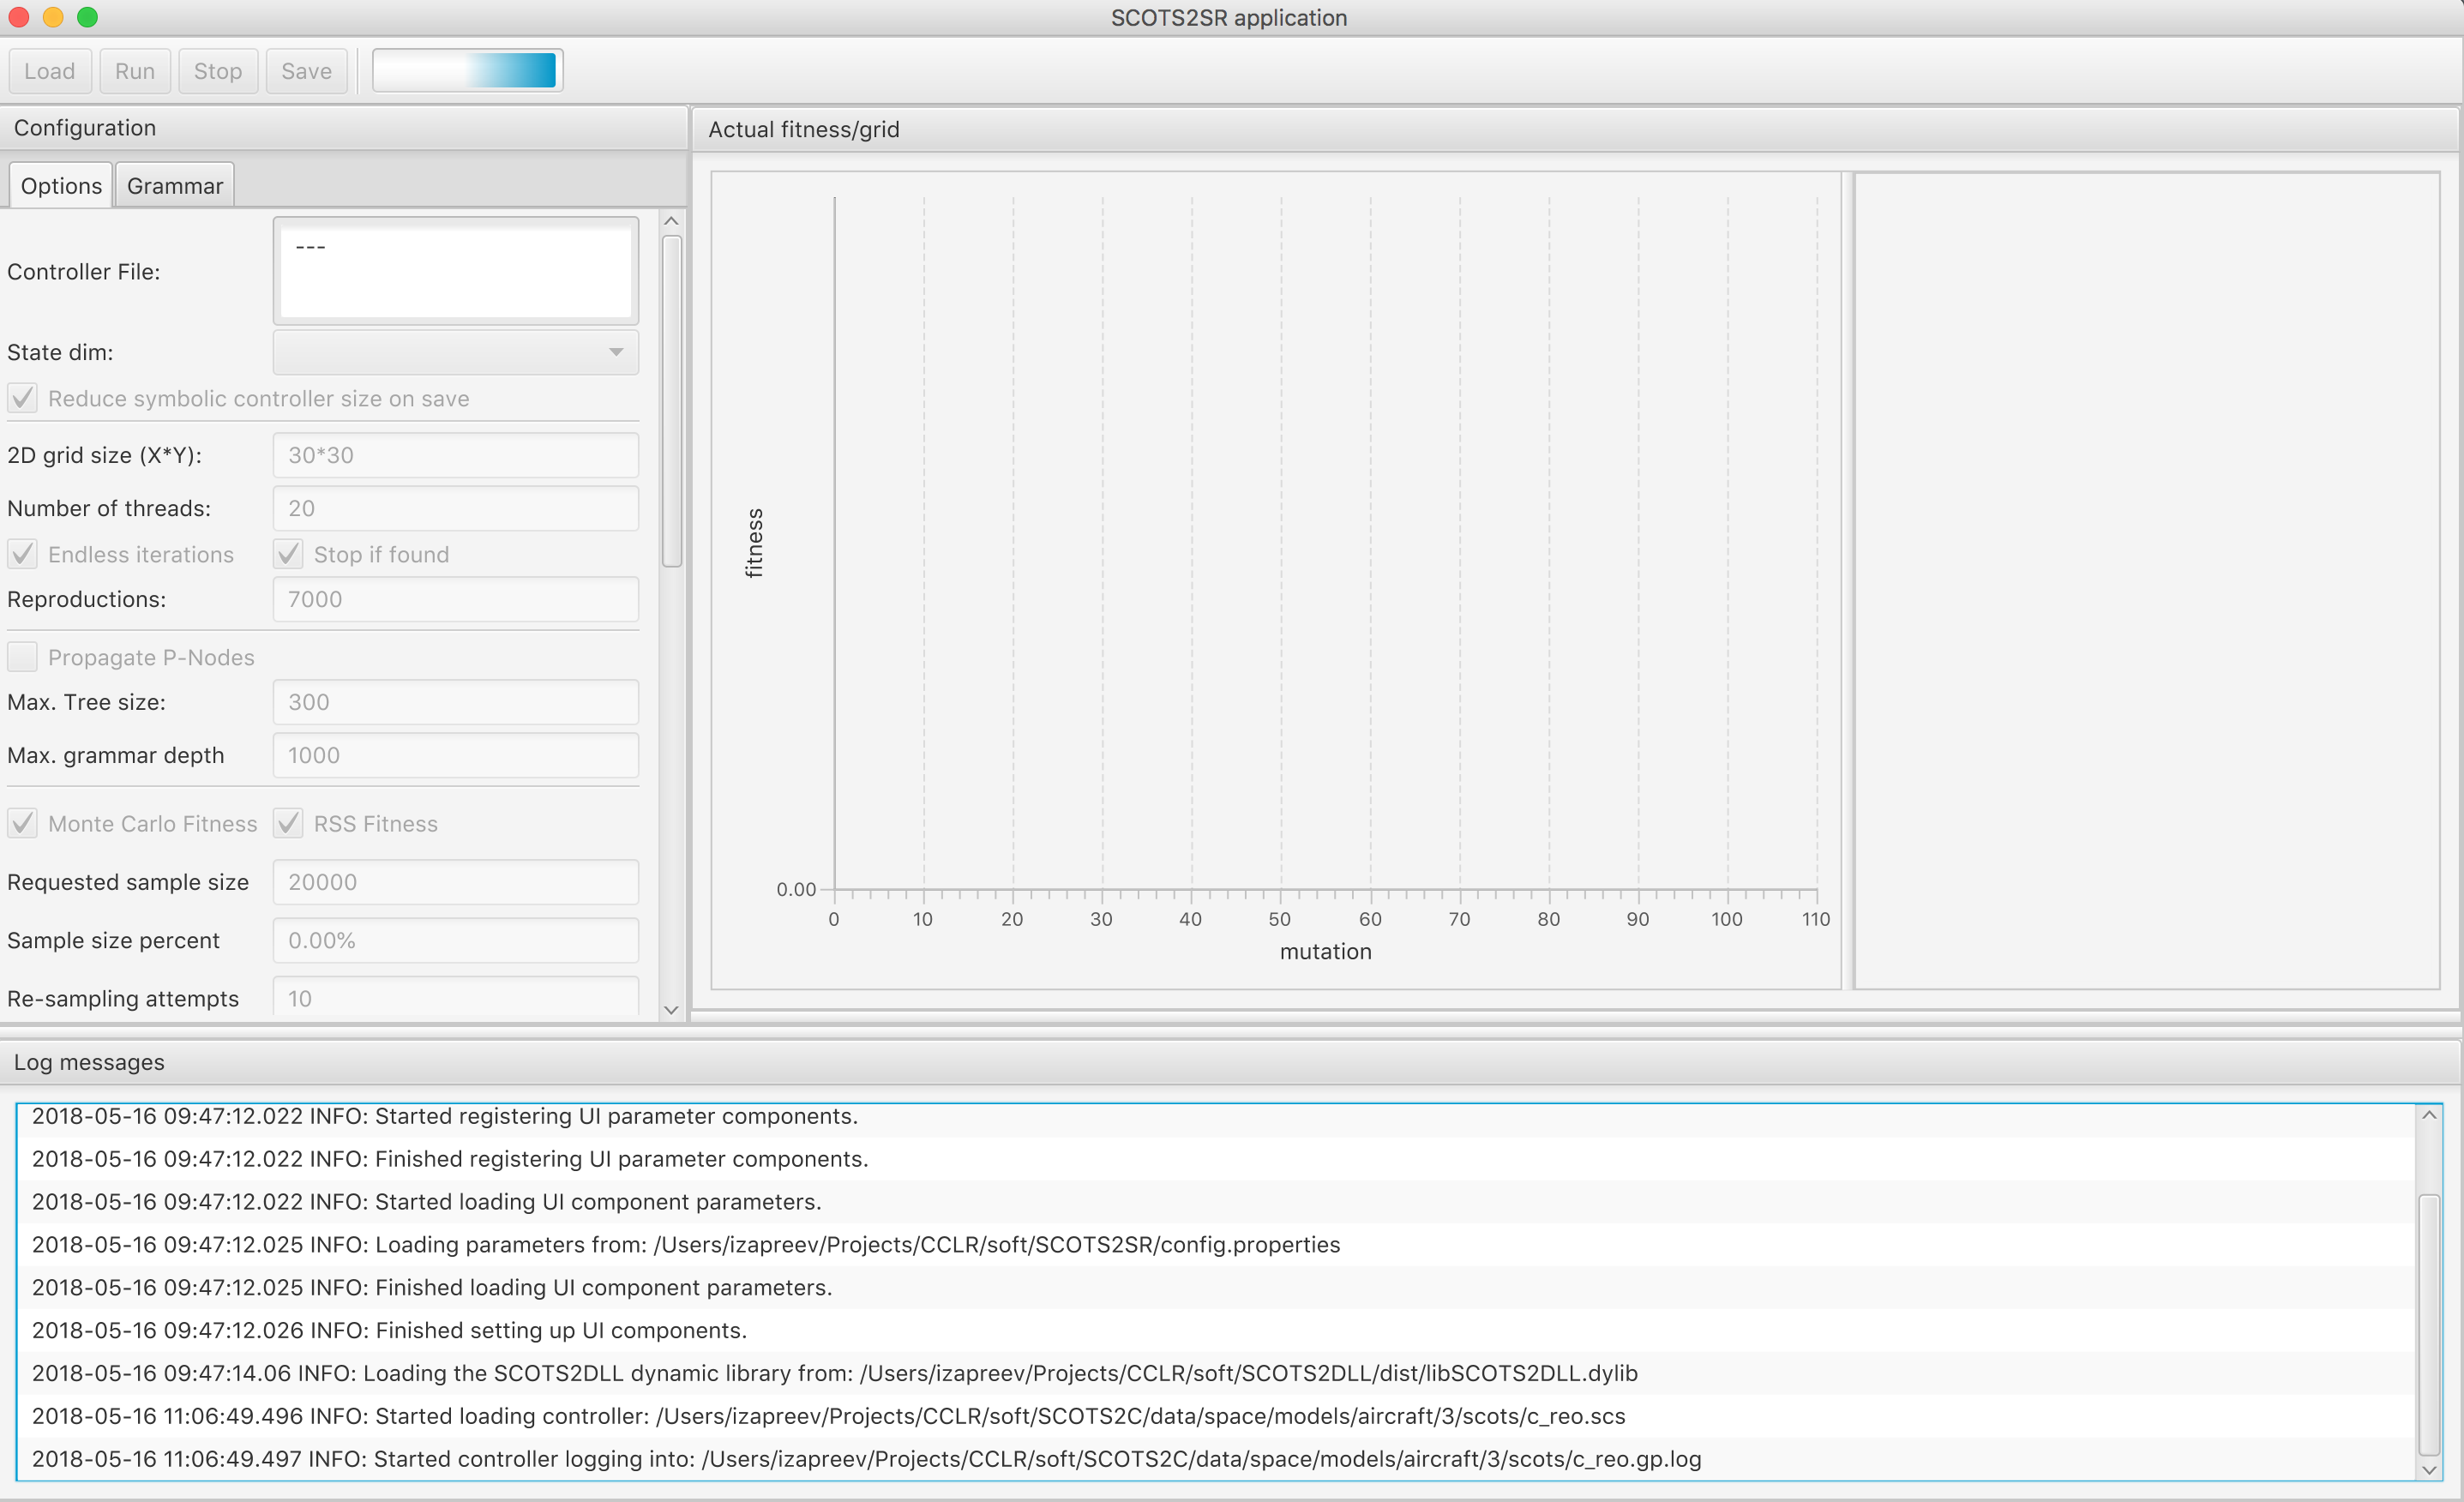 SCOTS2SR application
Load Run Stop Save
Configuration
Options Grammar
Controller File: ---
State dim:
Reduce symbolic controller size on save
2D grid size (X*Y): 30*30
Number of threads: 20
Endless iterations Stop if found
Reproductions: 7000
Propagate P-Nodes
Max. Tree size: 300
Max. grammar depth 1000
Monte Carlo Fitness RSS Fitness
Requested sample size 20000
Sample size percent 0.00%
Re-sampling attempts 10
Actual fitness/grid
fitness
0.00
0 10 20 30 40 50 60 70 80 90 100 110
mutation
Log messages
2018-05-16 09:47:12.022 INFO: Started registering UI parameter components.
2018-05-16 09:47:12.022 INFO: Finished registering UI parameter components.
2018-05-16 09:47:12.022 INFO: Started loading UI component parameters.
2018-05-16 09:47:12.025 INFO: Loading parameters from: /Users/izapreev/Projects/CCLR/soft/SCOTS2SR/config.properties
2018-05-16 09:47:12.025 INFO: Finished loading UI component parameters.
2018-05-16 09:47:12.026 INFO: Finished setting up UI components.
2018-05-16 09:47:14.06 INFO: Loading the SCOTS2DLL dynamic library from: /Users/izapreev/Projects/CCLR/soft/SCOTS2DLL/dist/libSCOTS2DLL.dylib
2018-05-16 11:06:49.496 INFO: Started loading controller: /Users/izapreev/Projects/CCLR/soft/SCOTS2C/data/space/models/aircraft/3/scots/c_reo.scs
2018-05-16 11:06:49.497 INFO: Started controller logging into: /Users/izapreev/Projects/CCLR/soft/SCOTS2C/data/space/models/aircraft/3/scots/c_reo.gp.log